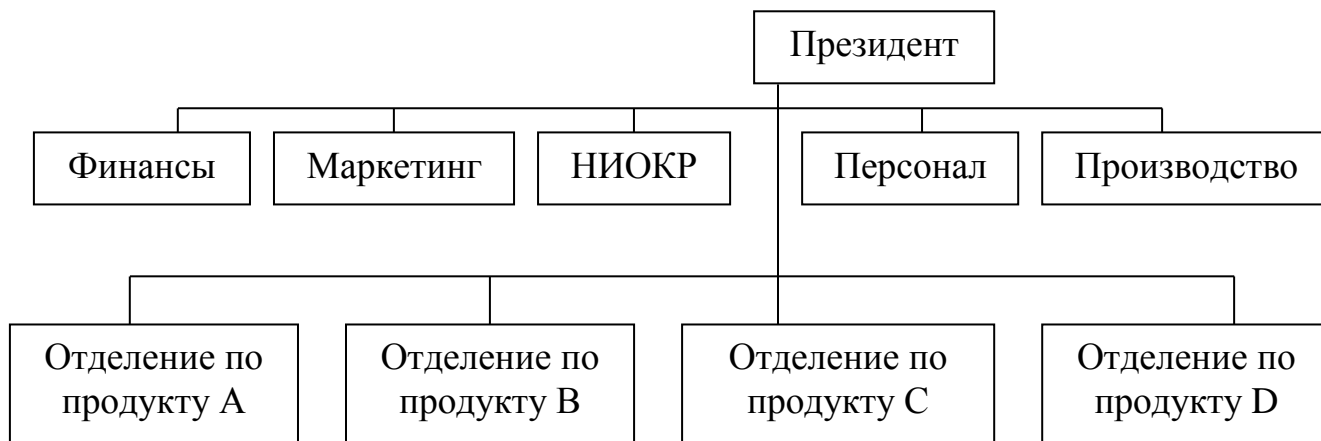 Президент
Финансы
Маркетинг
НИОКР
Персонал
Производство
Отделение по
продукту A
Отделение по
продукту B
Отделение по
продукту C
Отделение по
продукту D